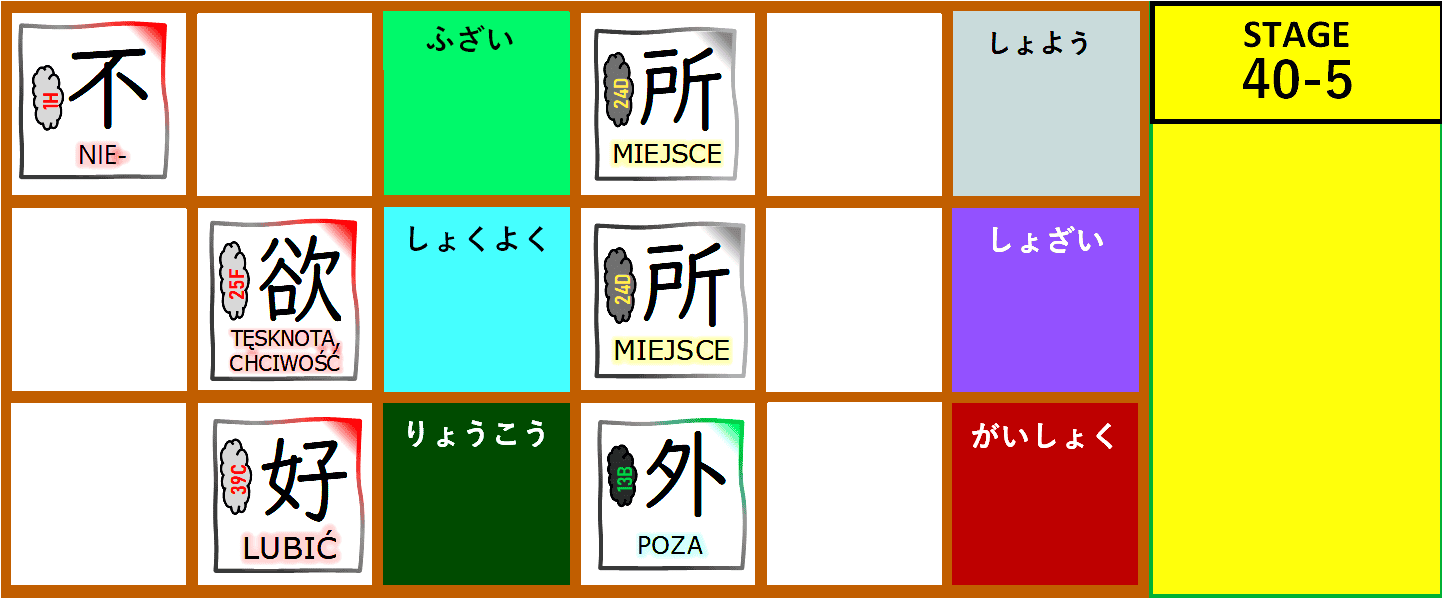 1H
不
NIE-
ふざい
24D
所
MIEJSCE
しょよう
STAGE
40-5
25F
欲
TĘSKNOTA,
CHCIWOŚĆ
しょくよく
24D
所
MIEJSCE
しょざい
39C
好
LUBIĆ
りょうこう
13B
外
POZA
がいしょく